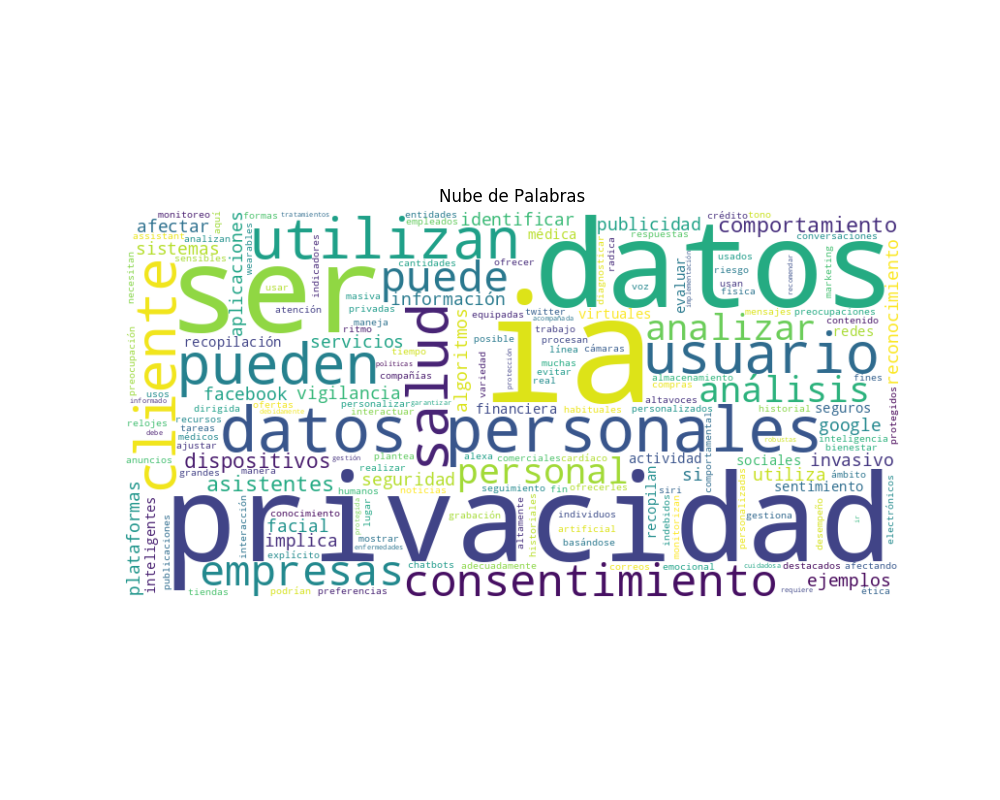 Nube de Palabras
monitoreo
afectar
assistant
analizan
sistemas
sensibles
necesitan
aquí
formas
aplicaciones
wearables
tratamientos
utilizan
indicadores
usar
ser
atención
entidades
empleados
identificar
médica
cantidades
ofrecer
puede
información
masiva
privadas
ritmo
maneja
datos
publicidad
respuestas
diagnosticar
radica
voz
evaluar
implementación
crédito
tono
comportamiento
conversaciones
usados
riesgo
usan
física
recomendar
marketing
mensajes
preocupaciones
contenido
redes
reconocimiento
cliente
preocupación
usos
informado
debe
relojes
recopilación
servicios
pueden
tiempo
políticas
compañías
salud
algoritmos
equipadas
twitter
acompañada
virtuales
trabajo
posible
procesan
línea
cámaras
muchas
evitar
real
variedad
protección
ia
analizar
usuario
almacenamiento
fines
compras
análisis
altavoces
protegidos
facebook
vigilancia
personalizar
garantizar
interactuar
dirigida
ofertas
únicamente
recursos
tareas
médicos
ajustar
datos personales
financiera
habituales
personalizados
historial
seguros
google
robustas
inteligencia
bienestar
anuncios
grandes
dispositivos
manera
gestión
plantea
alexa
comerciales
cardíaco
actividad
comportamental
sociales
invasivo
realizar
seguridad
personal
si
utiliza
ámbito
sentimiento
plataformas
inteligentes
asistentes
humanos
noticias
seguimiento
fin
ofrecerles
siri
recopilan
indebidos
monitorizan
personalizadas
gestiona
desempeño
ir
electrónicos
publicaciones
interacción
conocimiento
facial
implica
explícito
protegida
lugar
mostrar
enfermedades
grabación
altamente
historiales
individuos
artificial
basándose
privacidad
empresas
chatbots
adecuadamente
correos
emocional
cuidadosa
destacados
afectando
tiendas
podrían
preferencias
consentimiento
requiere
ejemplos
ética